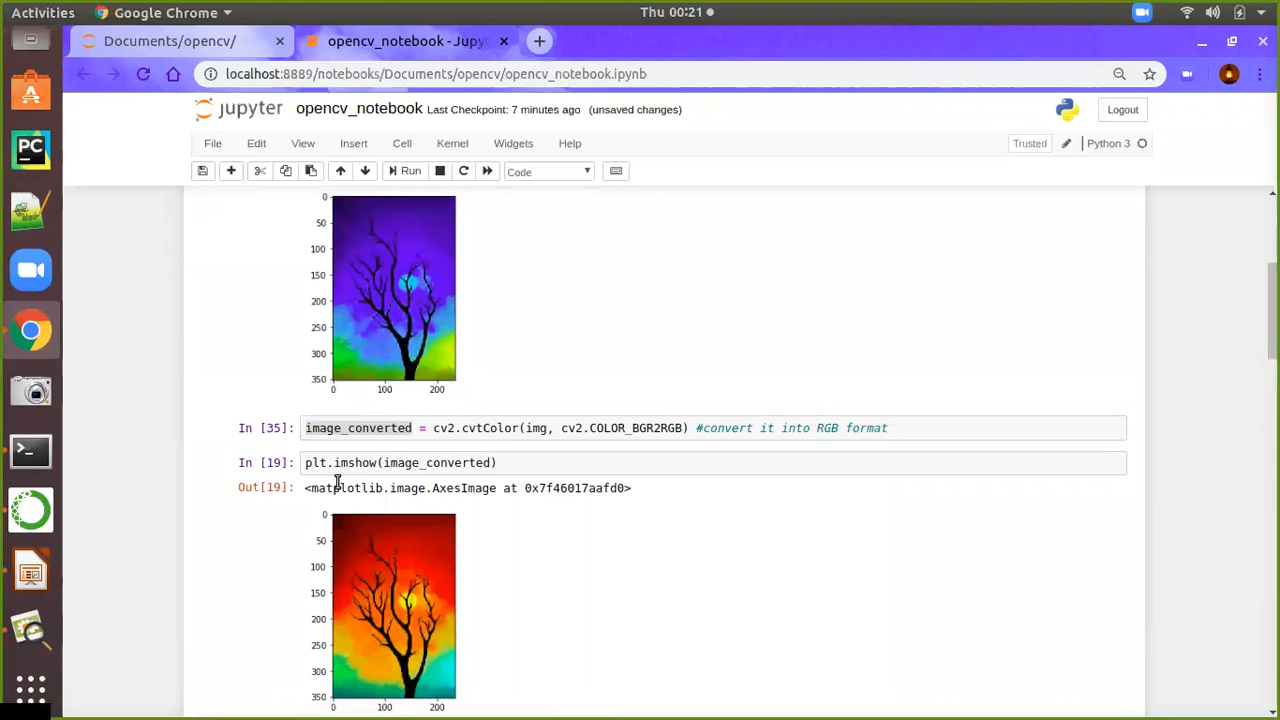 Activities Google Chrome Thu 00:21
Documents/opencv/ opencv_notebook - Jupyt
localhost:8889/notebooks/Documents/opencv/opencv_notebook.ipynb
jupyter opencv_notebook Last Checkpoint: 7 minutes ago (unsaved changes) Logout
File Edit View Insert Cell Kernel Widgets Help Trusted Python 3
Run Code
PC
0
50
100
150
200
250
300
350
0 100 200
In [35]: image_converted = cv2.cvtColor(img, cv2.COLOR_BGR2RGB) #convert it into RGB format
In [19]: plt.imshow(image_converted)
Out[19]: <matplotlib.image.AxesImage at 0x7f46017aafd0>
0
50
100
150
200
250
300
350
0 100 200